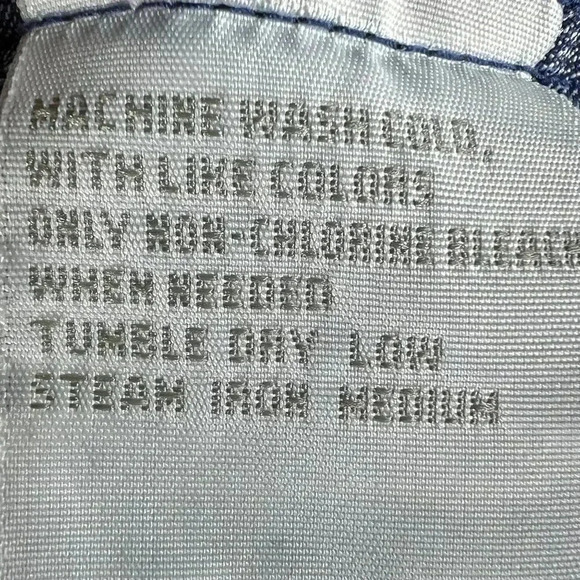 MACHINE WASH COLD,
WITH LIKE COLORS
ONLY NON-CHLORINE BLEACH
WHEN NEEDED
TUMBLE DRY LOW
STEAM IRON MEDIUM